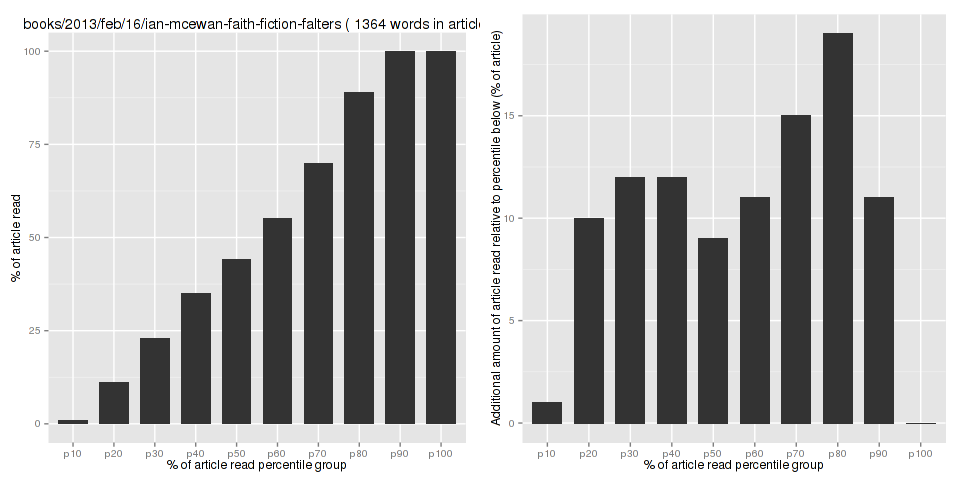 books/2013/feb/16/ian-mcewan-faith-fiction-falters ( 1364 words in article
100
75
50
25
0
% of article read
p10 p20 p30 p40 p50 p60 p70 p80 p90 p100
% of article read percentile group
15
10
5
0
Additional amount of article read relative to percentile below (% of article)
p10 p20 p30 p40 p50 p60 p70 p80 p90 p100
% of article read percentile group